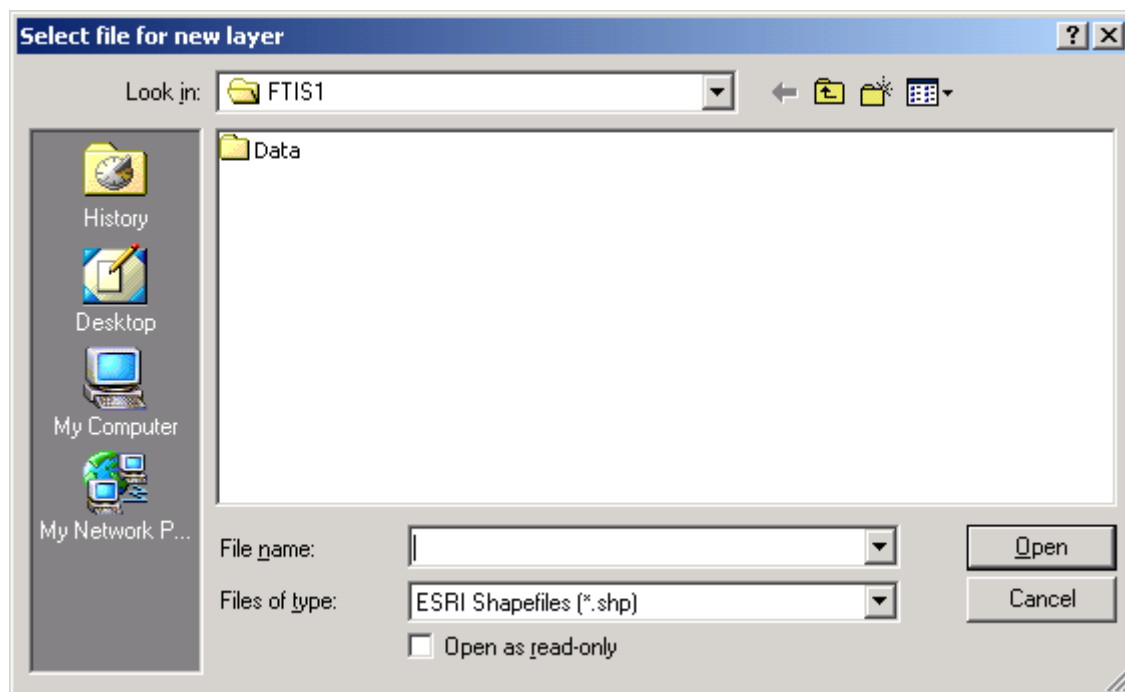 Select file for new layer
Look in: FTIS1
Data
History
Desktop
My Computer
My Network P...
File name:
Open
Files of type: ESRI Shapefiles (*.shp)
Cancel
Open as read-only